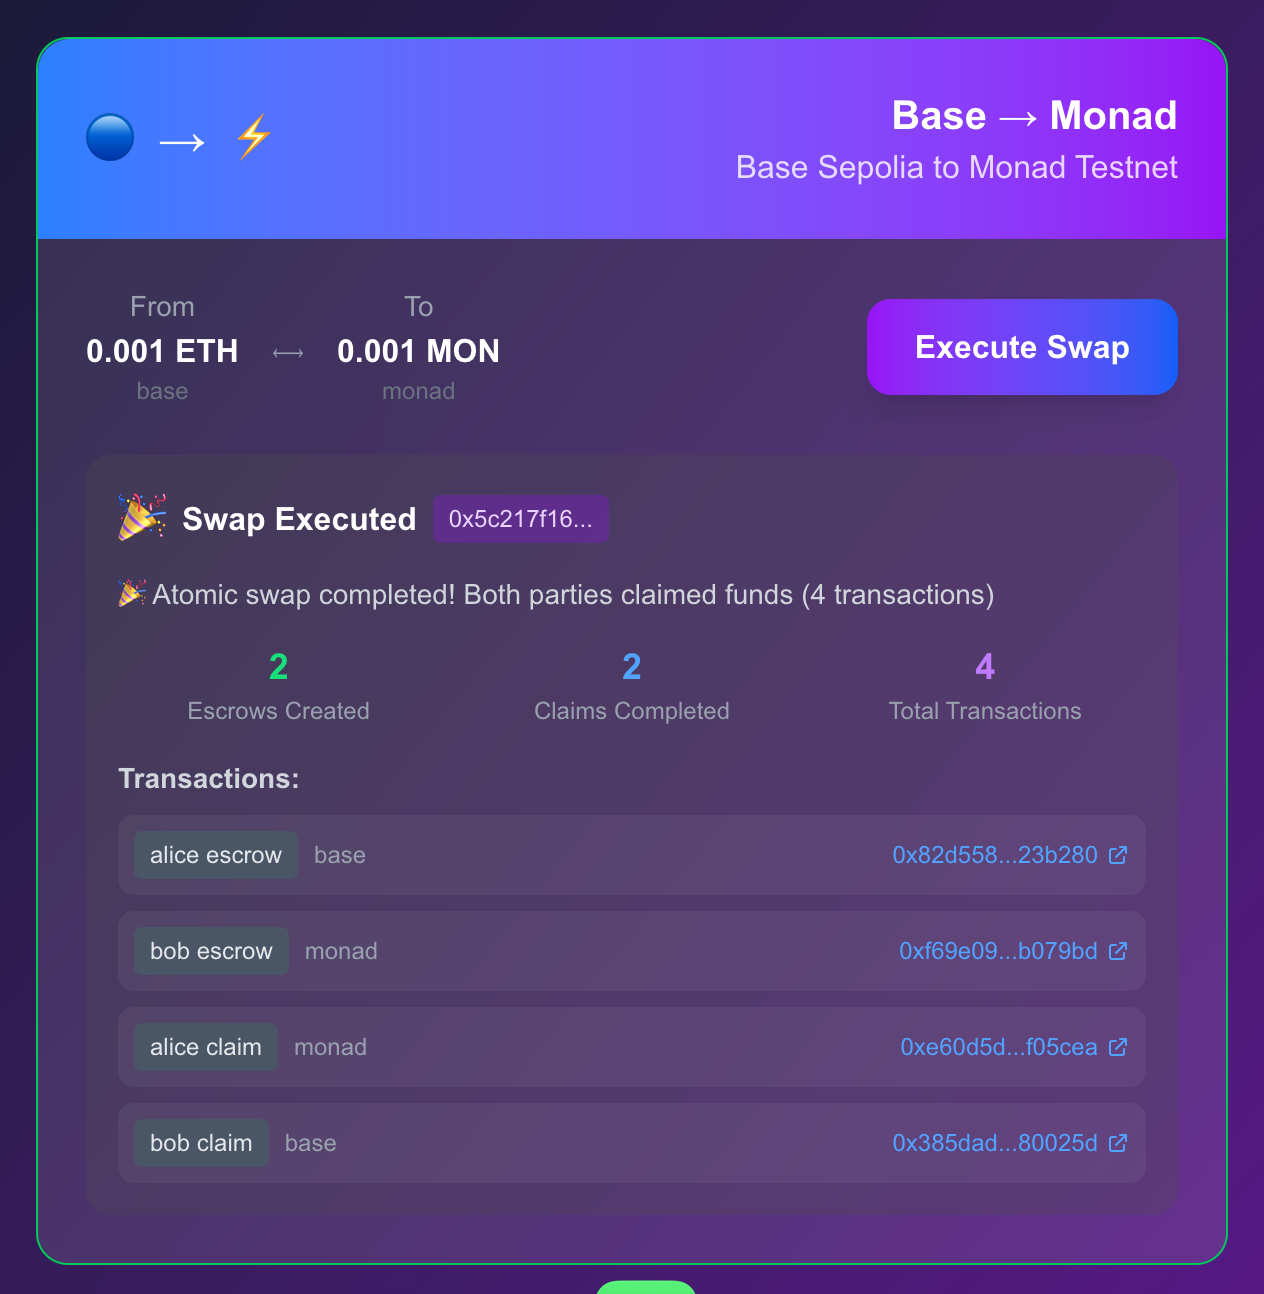 Base → Monad
Base Sepolia to Monad Testnet
From
0.001 ETH
base
To
0.001 MON
monad
Execute Swap
Swap Executed
0x5c217f16...
Atomic swap completed! Both parties claimed funds (4 transactions)
2
Escrows Created
2
Claims Completed
4
Total Transactions
Transactions:
alice escrow base 0x82d558...23b280
bob escrow monad 0xf69e09...b079bd
alice claim monad 0xe60d5d...f05cea
bob claim base 0x385dad...80025d